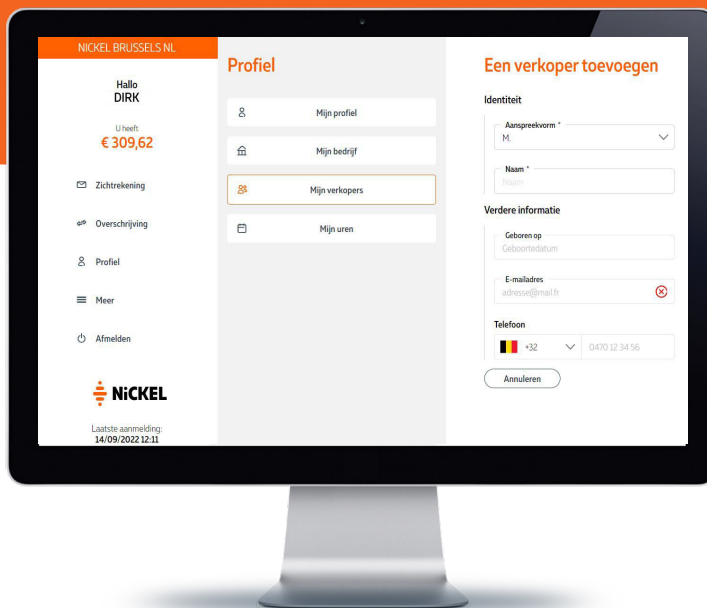 NICKEL BRUSSELS NL
Hallo
DIRK
U heeft
€ 309,62
Zichtrekening
Overschrijving
Profiel
Meer
Afmelden
NiCKEL
Laatste aanmelding:
14/09/2022 12:11
Profiel
Mijn profiel
Mijn bedrijf
Mijn verkopers
Mijn uren
Een verkoper toevoegen
Identiteit
Aanspreekvorm *
M.
Naam *
Naam
Verdere informatie
Geboren op
Geboortedatum
E-mailadres
adresse@mail.fr
Telefoon
+32
0470 12 34 56
Annuleren